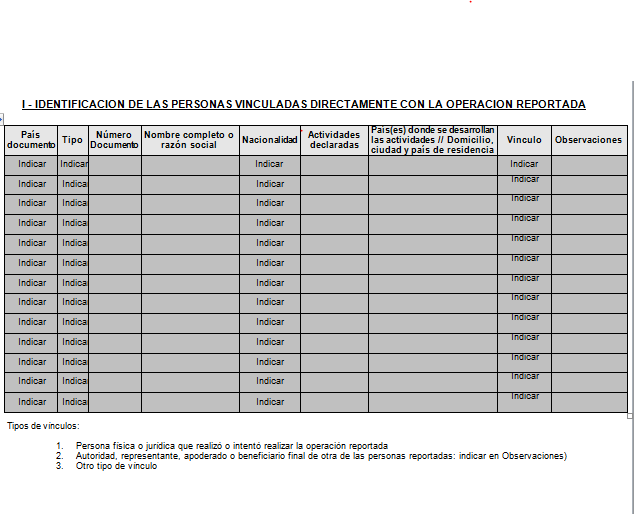 I - IDENTIFICACION DE LAS PERSONAS VINCULADAS DIRECTAMENTE CON LA OPERACION REPORTADA
País documento Tipo Número Documento Nombre completo o razón social Nacionalidad Actividades declaradas Pais(es) donde se desarrollan las actividades // Domicilio, ciudad y país de residencia Vinculo Observaciones
Indicar Indicar Indicar Indicar
Indicar Indica Indicar Indicar
Indicar Indica Indicar Indicar
Indicar Indica Indicar Indicar
Indicar Indica Indicar Indicar
Indicar Indica Indicar Indicar
Indicar Indica Indicar Indicar
Indicar Indica Indicar Indicar
Indicar Indica Indicar Indicar
Indicar Indica Indicar Indicar
Indicar Indica Indicar Indicar
Indicar Indica Indicar Indicar
Indicar Indica Indicar Indicar
Tipos de vínculos:
1. Persona física o jurídica que realizó o intentó realizar la operación reportada
2. Autoridad, representante, apoderado o beneficiario final de otra de las personas reportadas: indicar en Observaciones)
3. Otro tipo de vínculo